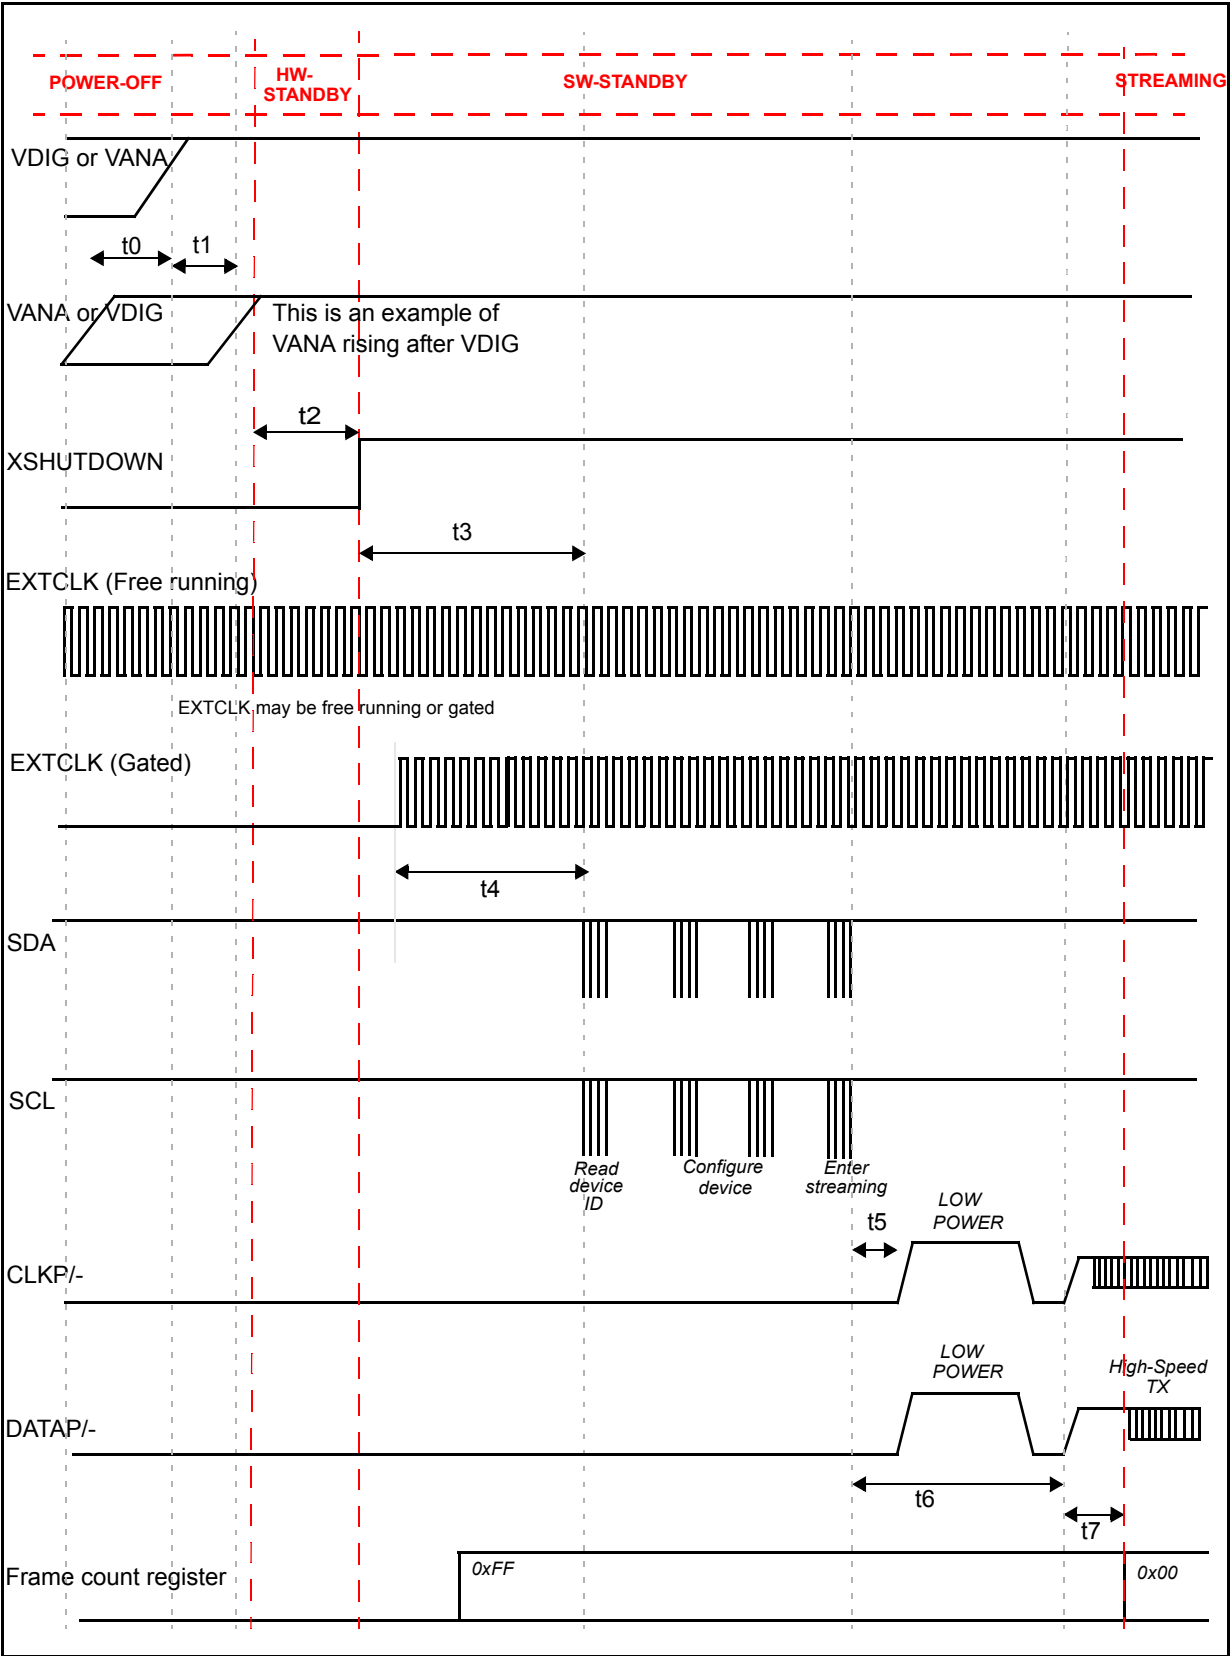 POWER-OFF
HW-
STANDBY
SW-STANDBY
STREAMING
VDIG or VANA
t0
t1
VANA or VDIG
This is an example of
VANA rising after VDIG
t2
XSHUTDOWN
t3
EXTCLK (Free running)
EXTCLK may be free running or gated
EXTCLK (Gated)
t4
SDA
SCL
Read
device
ID
Configure
device
Enter
streaming
LOW
POWER
t5
CLKP/-
LOW
POWER
High-Speed
TX
DATAP/-
t6
t7
Frame count register
0xFF
0x00